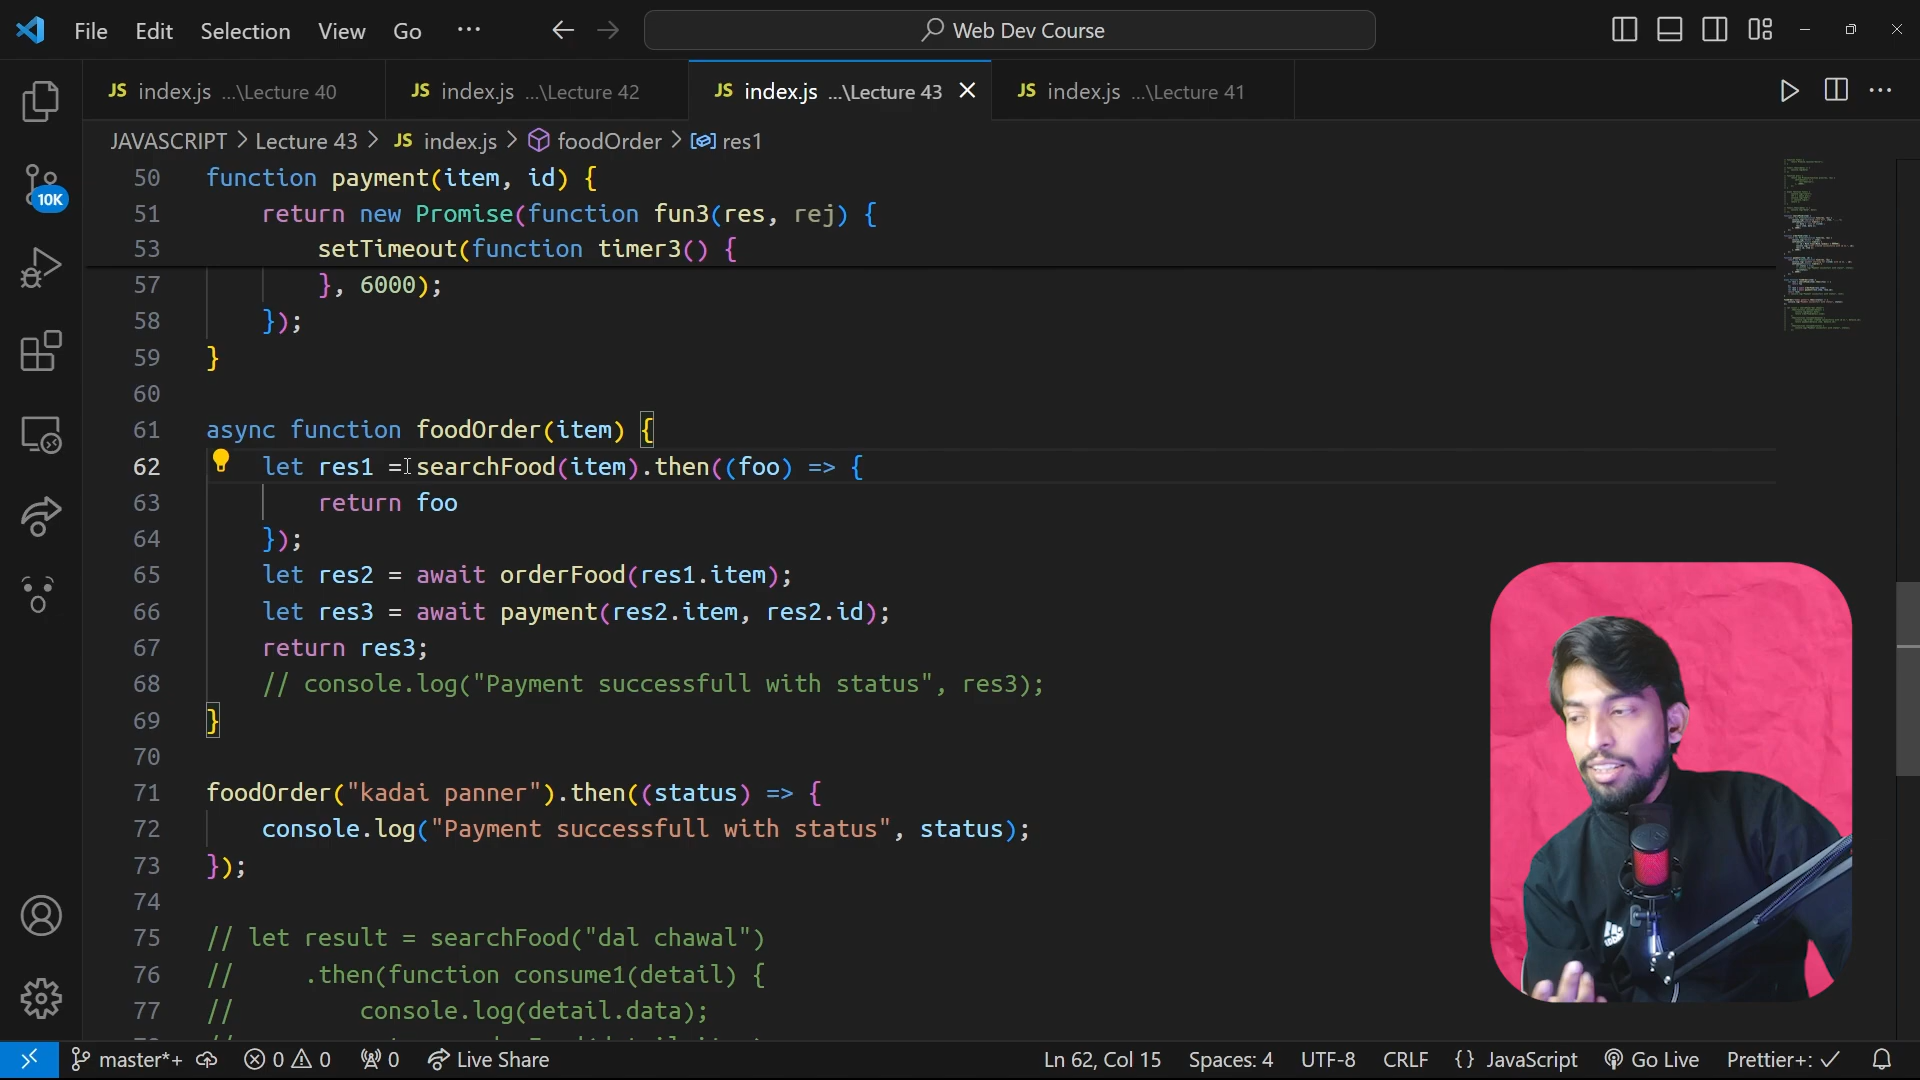 File Edit Selection View Go ··· Web Dev Course
JS index.js ...\Lecture 40 JS index.js ...\Lecture 42 JS index.js ...\Lecture 43 JS index.js ...\Lecture 41
JAVASCRIPT > Lecture 43 > JS index.js > foodOrder > res1
10K
50 function payment(item, id) {
51 return new Promise(function fun3(res, rej) {
53 setTimeout(function timer3() {
57 }, 6000);
58 });
59 }
60
61 async function foodOrder(item) {
62 let res1 = searchFood(item).then((foo) => {
63 return foo
64 });
65 let res2 = await orderFood(res1.item);
66 let res3 = await payment(res2.item, res2.id);
67 return res3;
68 // console.log("Payment successfull with status", res3);
69 }
70
71 foodOrder("kadai panner").then((status) => {
72 console.log("Payment successfull with status", status);
73 });
74
75 // let result = searchFood("dal chawal")
76 // .then(function consume1(detail) {
77 // console.log(detail.data);
master*+ 0 0 0 Live Share Ln 62, Col 15 Spaces: 4 UTF-8 CRLF {} JavaScript Go Live Prettier+: ✓